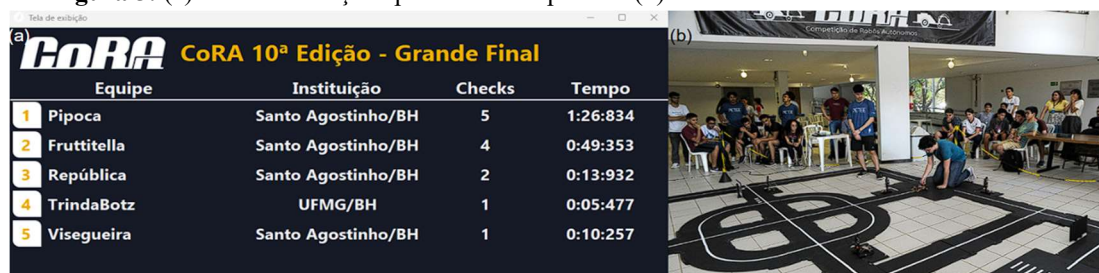 Tela de exibição
(a)
CoRA CoRA 10ª Edição - Grande Final
Equipe Instituição Checks Tempo
1 Pipoca Santo Agostinho/BH 5 1:26:834
2 Fruttitella Santo Agostinho/BH 4 0:49:353
3 República Santo Agostinho/BH 2 0:13:932
4 TrindaBotz UFMG/BH 1 0:05:477
5 Visegueira Santo Agostinho/BH 1 0:10:257
(b)
CoRA
Competição de Robôs Autônomos